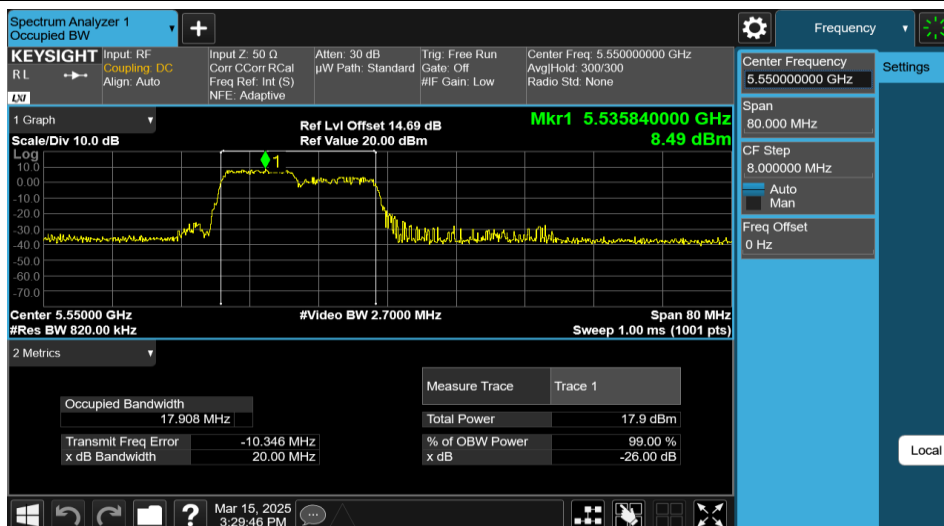 Spectrum Analyzer 1
Occupied BW
+
Frequency
KEYSIGHT
R L
LXI
Input: RF
Coupling: DC
Align: Auto
Input Z: 50 Ω
Corr CCorr RCal
Freq Ref: Int (S)
NFE: Adaptive
Atten: 30 dB
µW Path: Standard
Trig: Free Run
Gate: Off
#IF Gain: Low
Center Freq: 5.550000000 GHz
Avg|Hold: 300/300
Radio Std: None
Center Frequency
5.550000000 GHz
Settings
Span
80.000 MHz
CF Step
8.000000 MHz
Auto
Man
Freq Offset
0 Hz
Local
1 Graph
Scale/Div 10.0 dB
Ref Lvl Offset 14.69 dB
Ref Value 20.00 dBm
Mkr1 5.535840000 GHz
8.49 dBm
Log
10.0
0.00
-10.0
-20.0
-30.0
-40.0
-50.0
-60.0
-70.0
1
Center 5.55000 GHz
#Video BW 2.7000 MHz
Span 80 MHz
#Res BW 820.00 kHz
Sweep 1.00 ms (1001 pts)
2 Metrics
Measure Trace Trace 1
Occupied Bandwidth
17.908 MHz
Total Power 17.9 dBm
Transmit Freq Error -10.346 MHz
% of OBW Power 99.00 %
x dB Bandwidth 20.00 MHz
x dB -26.00 dB
?
Mar 15, 2025
3:29:46 PM